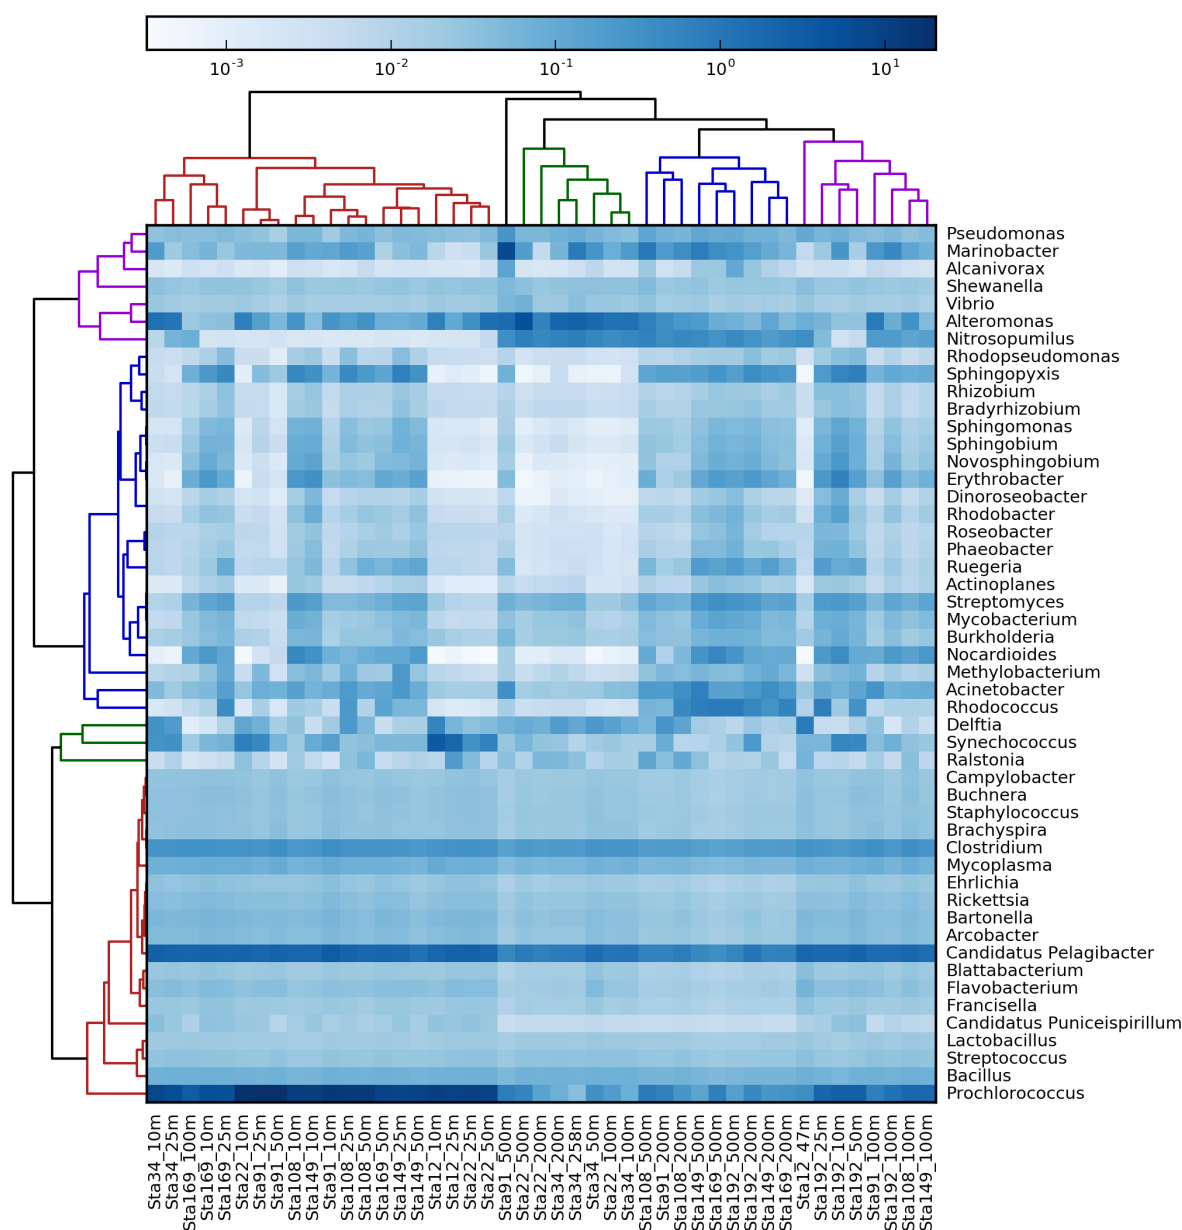 10^-3 10^-2 10^-1 10^0 10^1
Pseudomonas
Marinobacter
Alcanivorax
Shewanella
Vibrio
Alteromonas
Nitrosopumilus
Rhodopseudomonas
Sphingopyxis
Rhizobium
Bradyrhizobium
Sphingomonas
Sphingobium
Novosphingobium
Erythrobacter
Dinoroseobacter
Rhodobacter
Roseobacter
Phaeobacter
Ruegeria
Actinoplanes
Streptomyces
Mycobacterium
Burkholderia
Nocardioides
Methylobacterium
Acinetobacter
Rhodococcus
Delftia
Synechococcus
Ralstonia
Campylobacter
Buchnera
Staphylococcus
Brachyspira
Clostridium
Mycoplasma
Ehrlichia
Rickettsia
Bartonella
Arcobacter
Candidatus Pelagibacter
Blattabacterium
Flavobacterium
Francisella
Candidatus Puniceispirillum
Lactobacillus
Streptococcus
Bacillus
Prochlorococcus
Sta34_10m
Sta34_25m
Sta169_100m
Sta169_10m
Sta169_25m
Sta22_10m
Sta91_25m
Sta91_50m
Sta108_10m
Sta149_10m
Sta91_10m
Sta108_25m
Sta108_50m
Sta169_50m
Sta149_25m
Sta149_50m
Sta12_10m
Sta12_25m
Sta22_25m
Sta22_50m
Sta91_500m
Sta22_500m
Sta22_200m
Sta34_200m
Sta34_258m
Sta34_50m
Sta22_100m
Sta34_100m
Sta108_500m
Sta91_200m
Sta108_200m
Sta149_500m
Sta169_500m
Sta192_500m
Sta192_200m
Sta149_200m
Sta169_200m
Sta12_47m
Sta192_25m
Sta192_10m
Sta192_50m
Sta91_100m
Sta192_100m
Sta108_100m
Sta149_100m